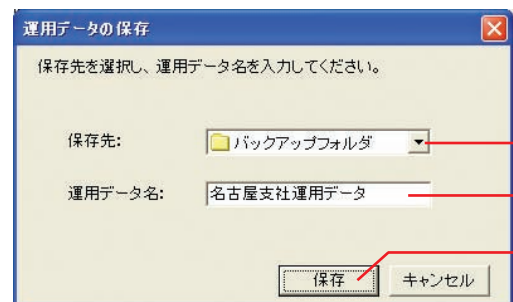 運用データの保存
保存先を選択し、運用データ名を入力してください。
保存先: バックアップフォルダ
運用データ名: 名古屋支社運用データ
保存 キャンセル